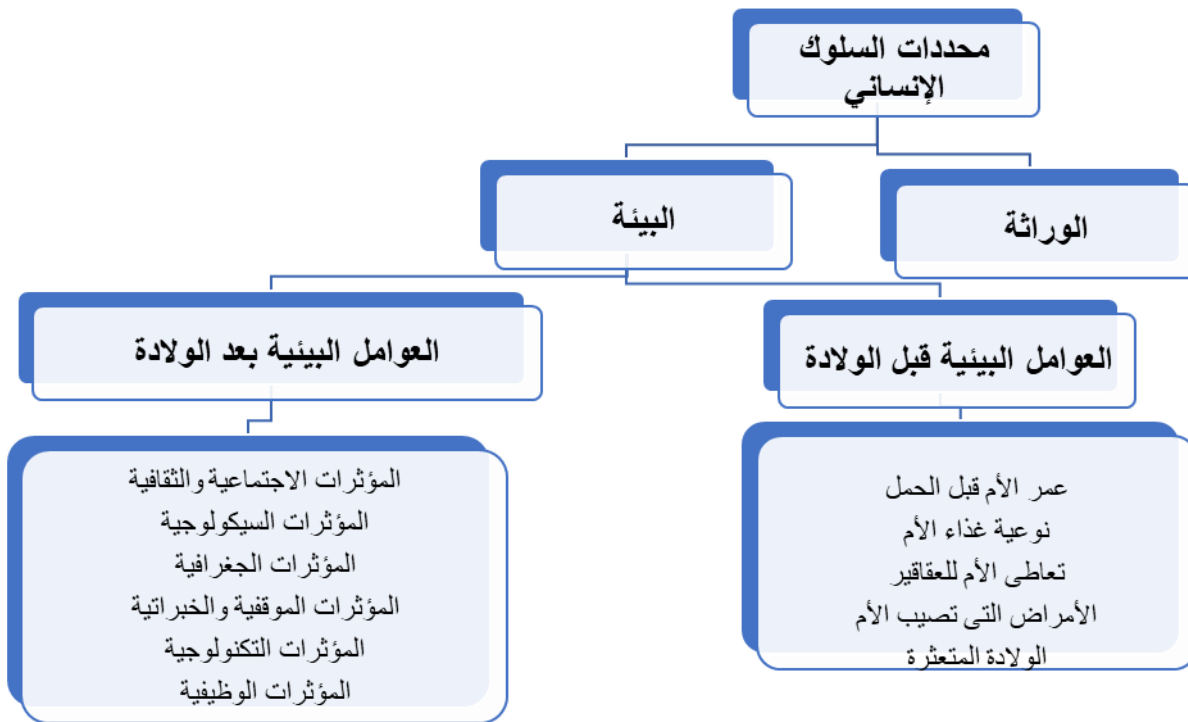 محددات السلوك
الإنساني
الوراثة
البيئة
العوامل البيئية قبل الولادة
العوامل البيئية بعد الولادة
عمر الأم قبل الحمل
نوعية غذاء الأم
تعاطى الأم للعقاقير
الأمراض التى تصيب الأم
الولادة المتعثرة
المؤثرات الاجتماعية والثقافية
المؤثرات السيكولوجية
المؤثرات الجغرافية
المؤثرات الموقفية والخبراتية
المؤثرات التكنولوجية
المؤثرات الوظيفية